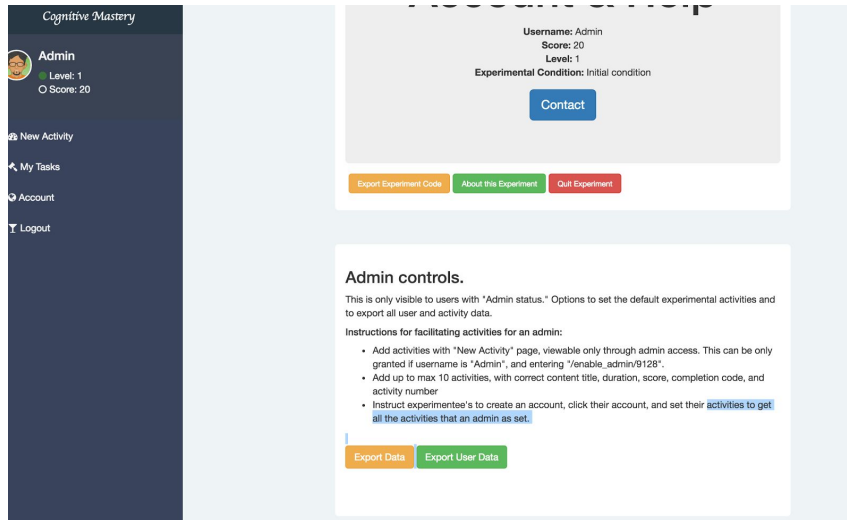 Cognitive Mastery
Admin
Level: 1
Score: 20
New Activity
My Tasks
Account
Logout
Account & Help
Username: Admin
Score: 20
Level: 1
Experimental Condition: Initial condition
Contact
Export Experiment Code
About this Experiment
Quit Experiment
Admin controls.
This is only visible to users with "Admin status." Options to set the default experimental activities and
to export all user and activity data.
Instructions for facilitating activities for an admin:
• Add activities with "New Activity" page, viewable only through admin access. This can be only
granted if username is "Admin", and entering "/enable_admin/9128".
• Add up to max 10 activities, with correct content title, duration, score, completion code, and
activity number
• Instruct experimentee's to create an account, click their account, and set their activities to get
all the activities that an admin as set.
Export Data
Export User Data